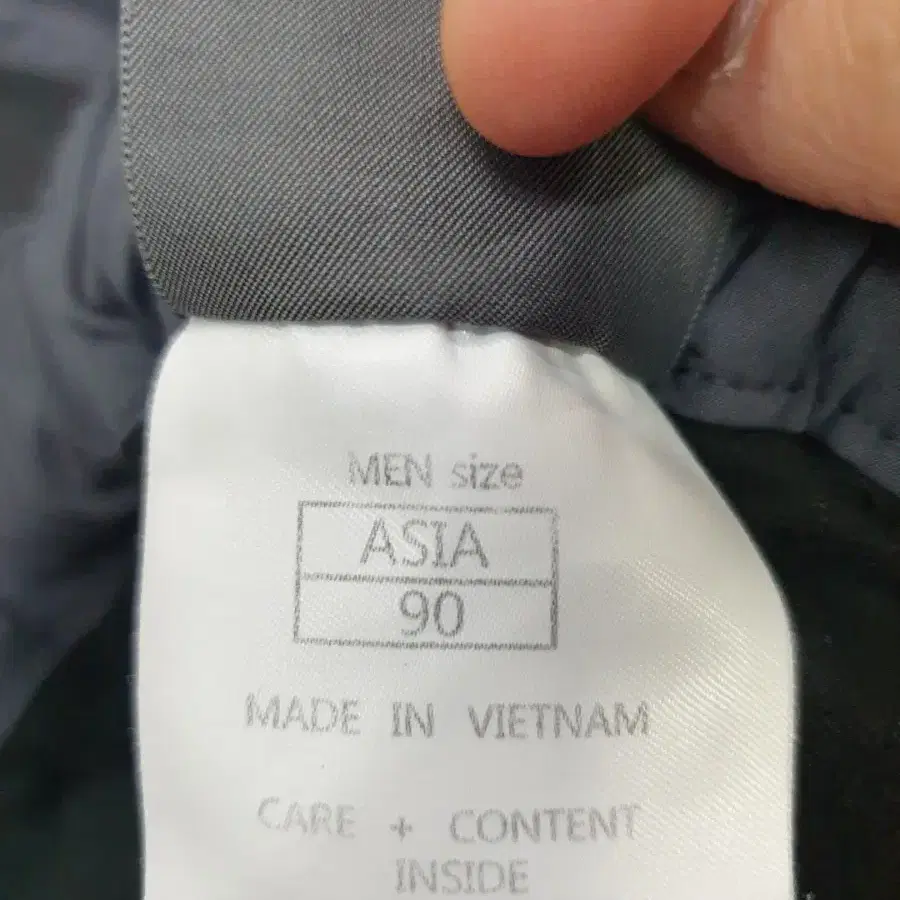 MEN size
ASIA
90
MADE IN VIETNAM
CARE + CONTENT
INSIDE